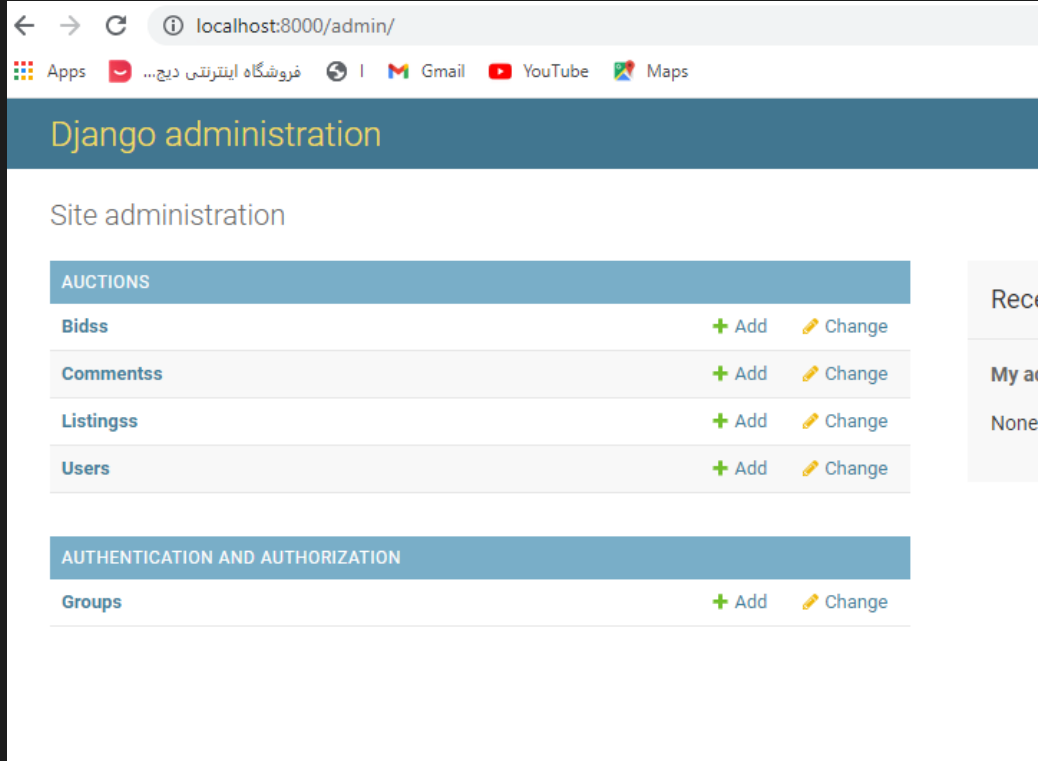 localhost:8000/admin/
Apps فروشگاه اینترنتی دیج... I Gmail YouTube Maps
Django administration
Site administration
AUCTIONS
Bidss Add Change
Commentss Add Change
Listingss Add Change
Users Add Change
AUTHENTICATION AND AUTHORIZATION
Groups Add Change
Rece
My ac
None